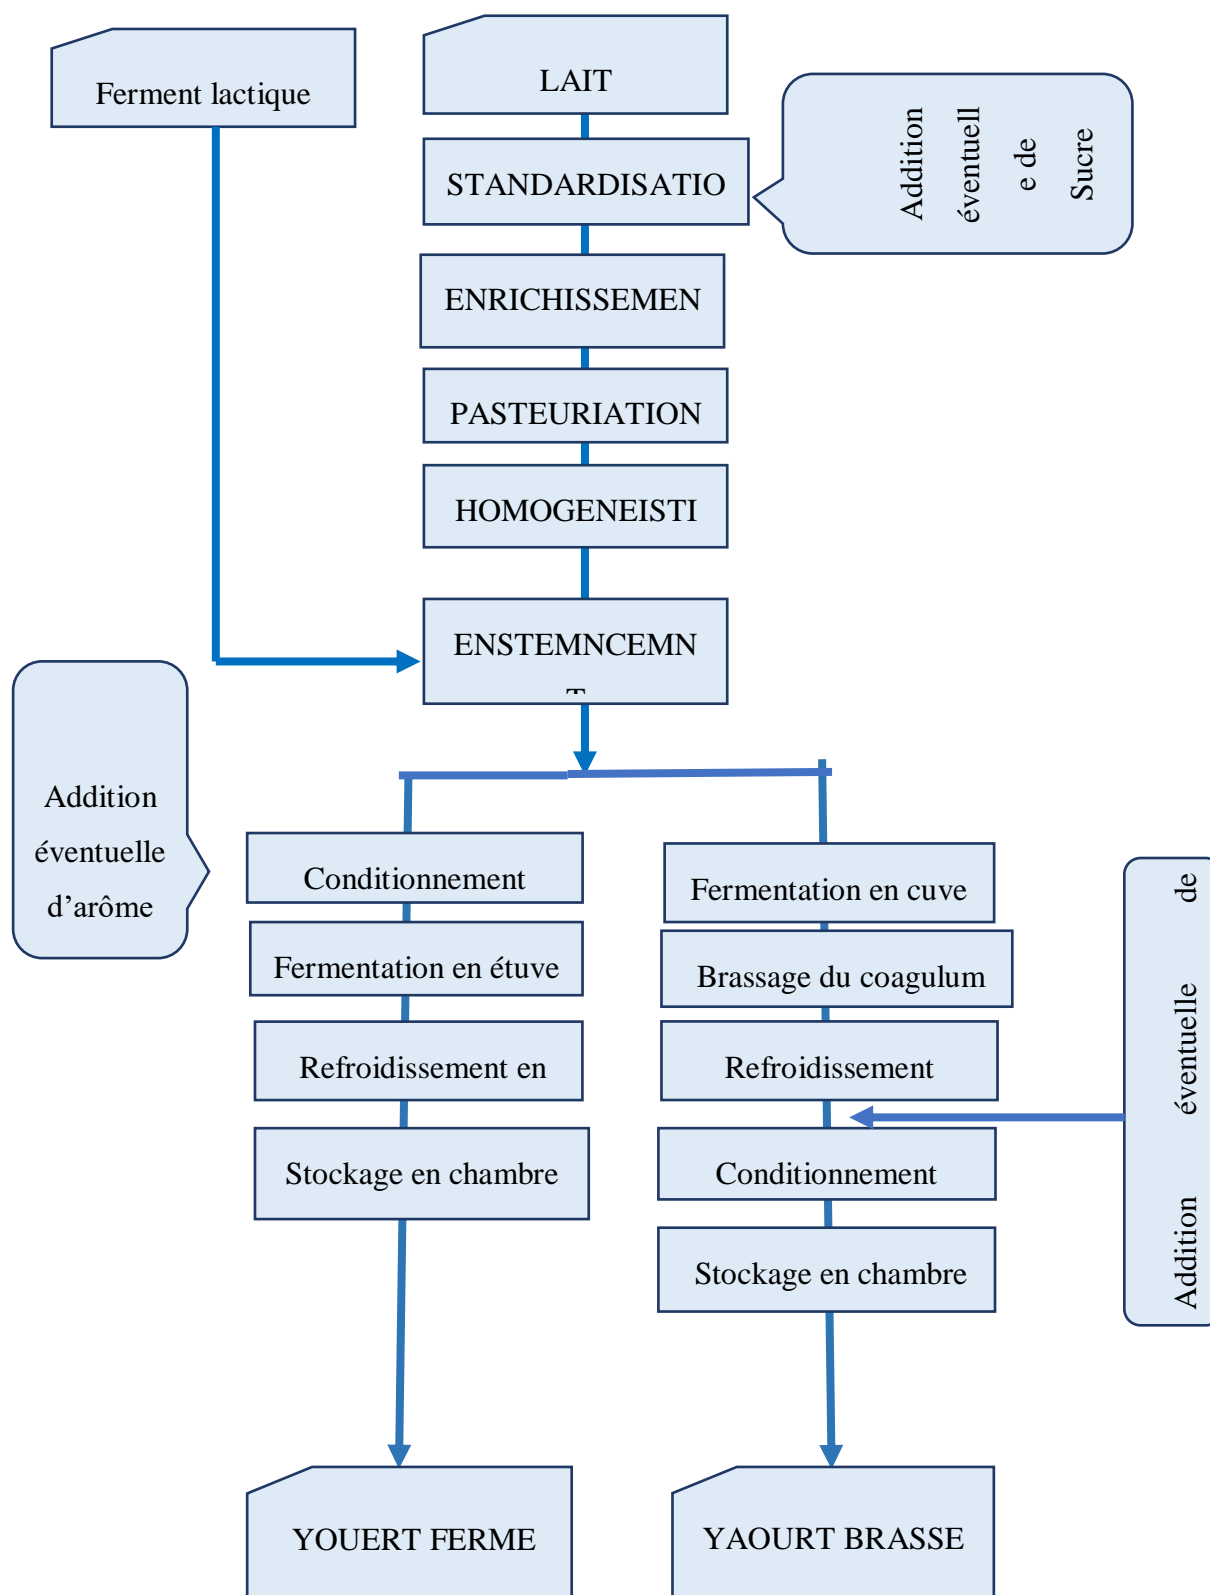 Ferment lactique
LAIT
Addition
éventuell
e de
Sucre
STANDARDISATIO
ENRICHISSEMEN
PASTEURIATION
HOMOGENEISTI
ENSTEMNCEMN
T
Addition
éventuelle
d’arôme
Conditionnement
Fermentation en étuve
Refroidissement en
Stockage en chambre
YOUERT FERME
Fermentation en cuve
Brassage du coagulum
Refroidissement
Conditionnement
Stockage en chambre
YAOURT BRASSE
Addition éventuelle de